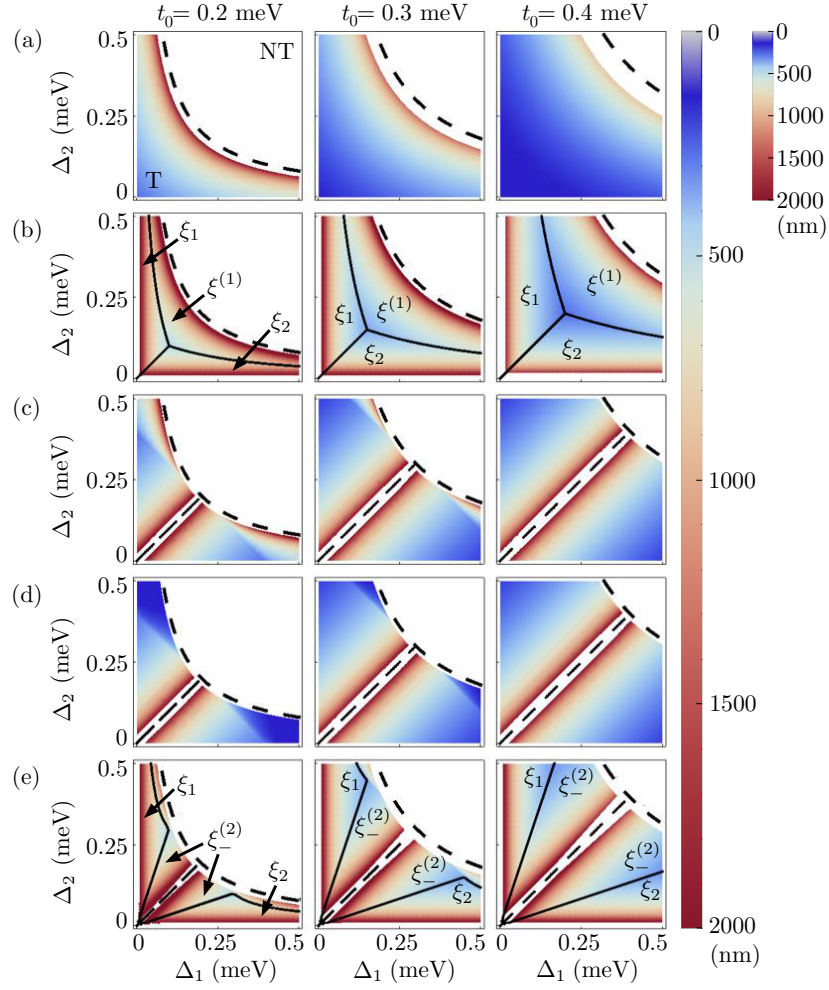 t₀= 0.2 meV t₀= 0.3 meV t₀= 0.4 meV
(a)
0.5
0.25
0
Δ₂ (meV)
NT
T
0
500
1000
1500
2000
(nm)
0
500
1000
1500
2000
(nm)
(b)
0.5
0.25
0
Δ₂ (meV)
ξ₁
ξ⁽¹⁾
ξ₂
ξ₁
ξ⁽¹⁾
ξ₂
ξ₁
ξ⁽¹⁾
ξ₂
(c)
0.5
0.25
0
Δ₂ (meV)
(d)
0.5
0.25
0
Δ₂ (meV)
(e)
0.5
0.25
0
Δ₂ (meV)
ξ₁
ξ₋⁽²⁾
ξ₂
ξ₁
ξ₋⁽²⁾
ξ₋⁽²⁾
ξ₂
ξ₁
ξ₋⁽²⁾
ξ₋⁽²⁾
ξ₂
0 0.25 0.5 0 0.25 0.5 0 0.25 0.5
Δ₁ (meV) Δ₁ (meV) Δ₁ (meV)